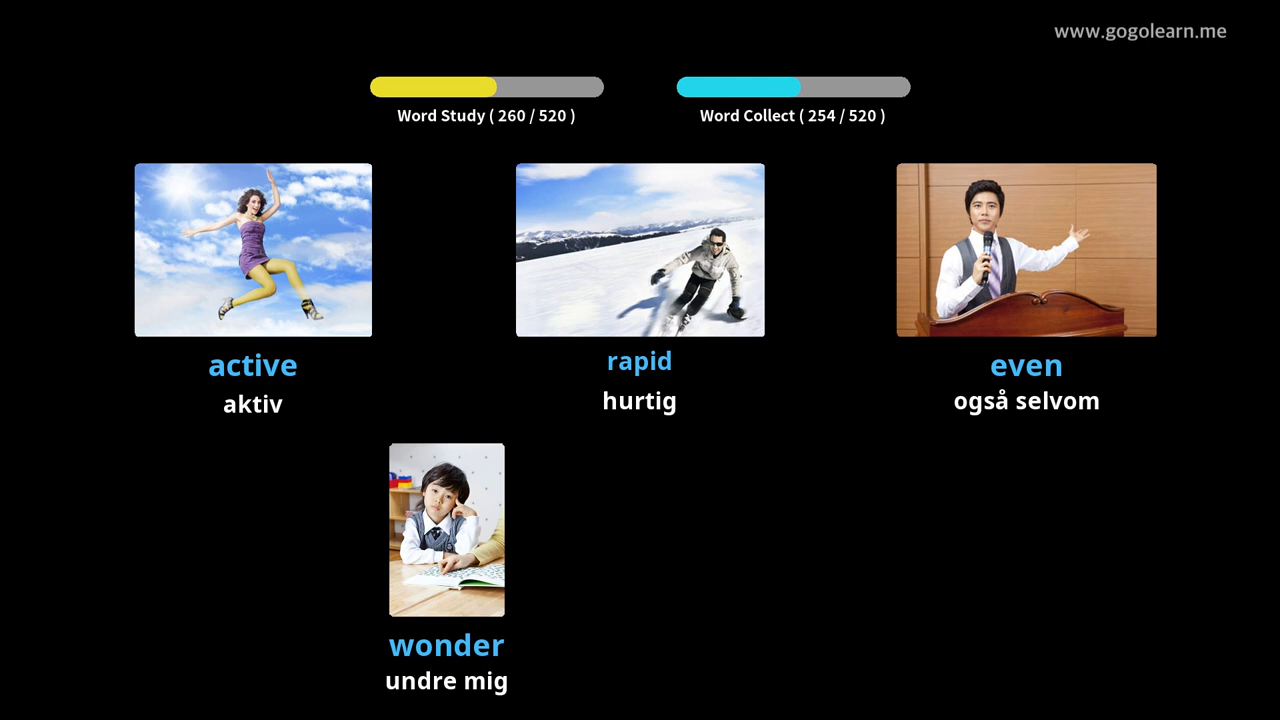 www.gogolearn.me
Word Study ( 260 / 520 )
Word Collect ( 254 / 520 )
active
aktiv
rapid
hurtig
even
også selvom
wonder
undre mig